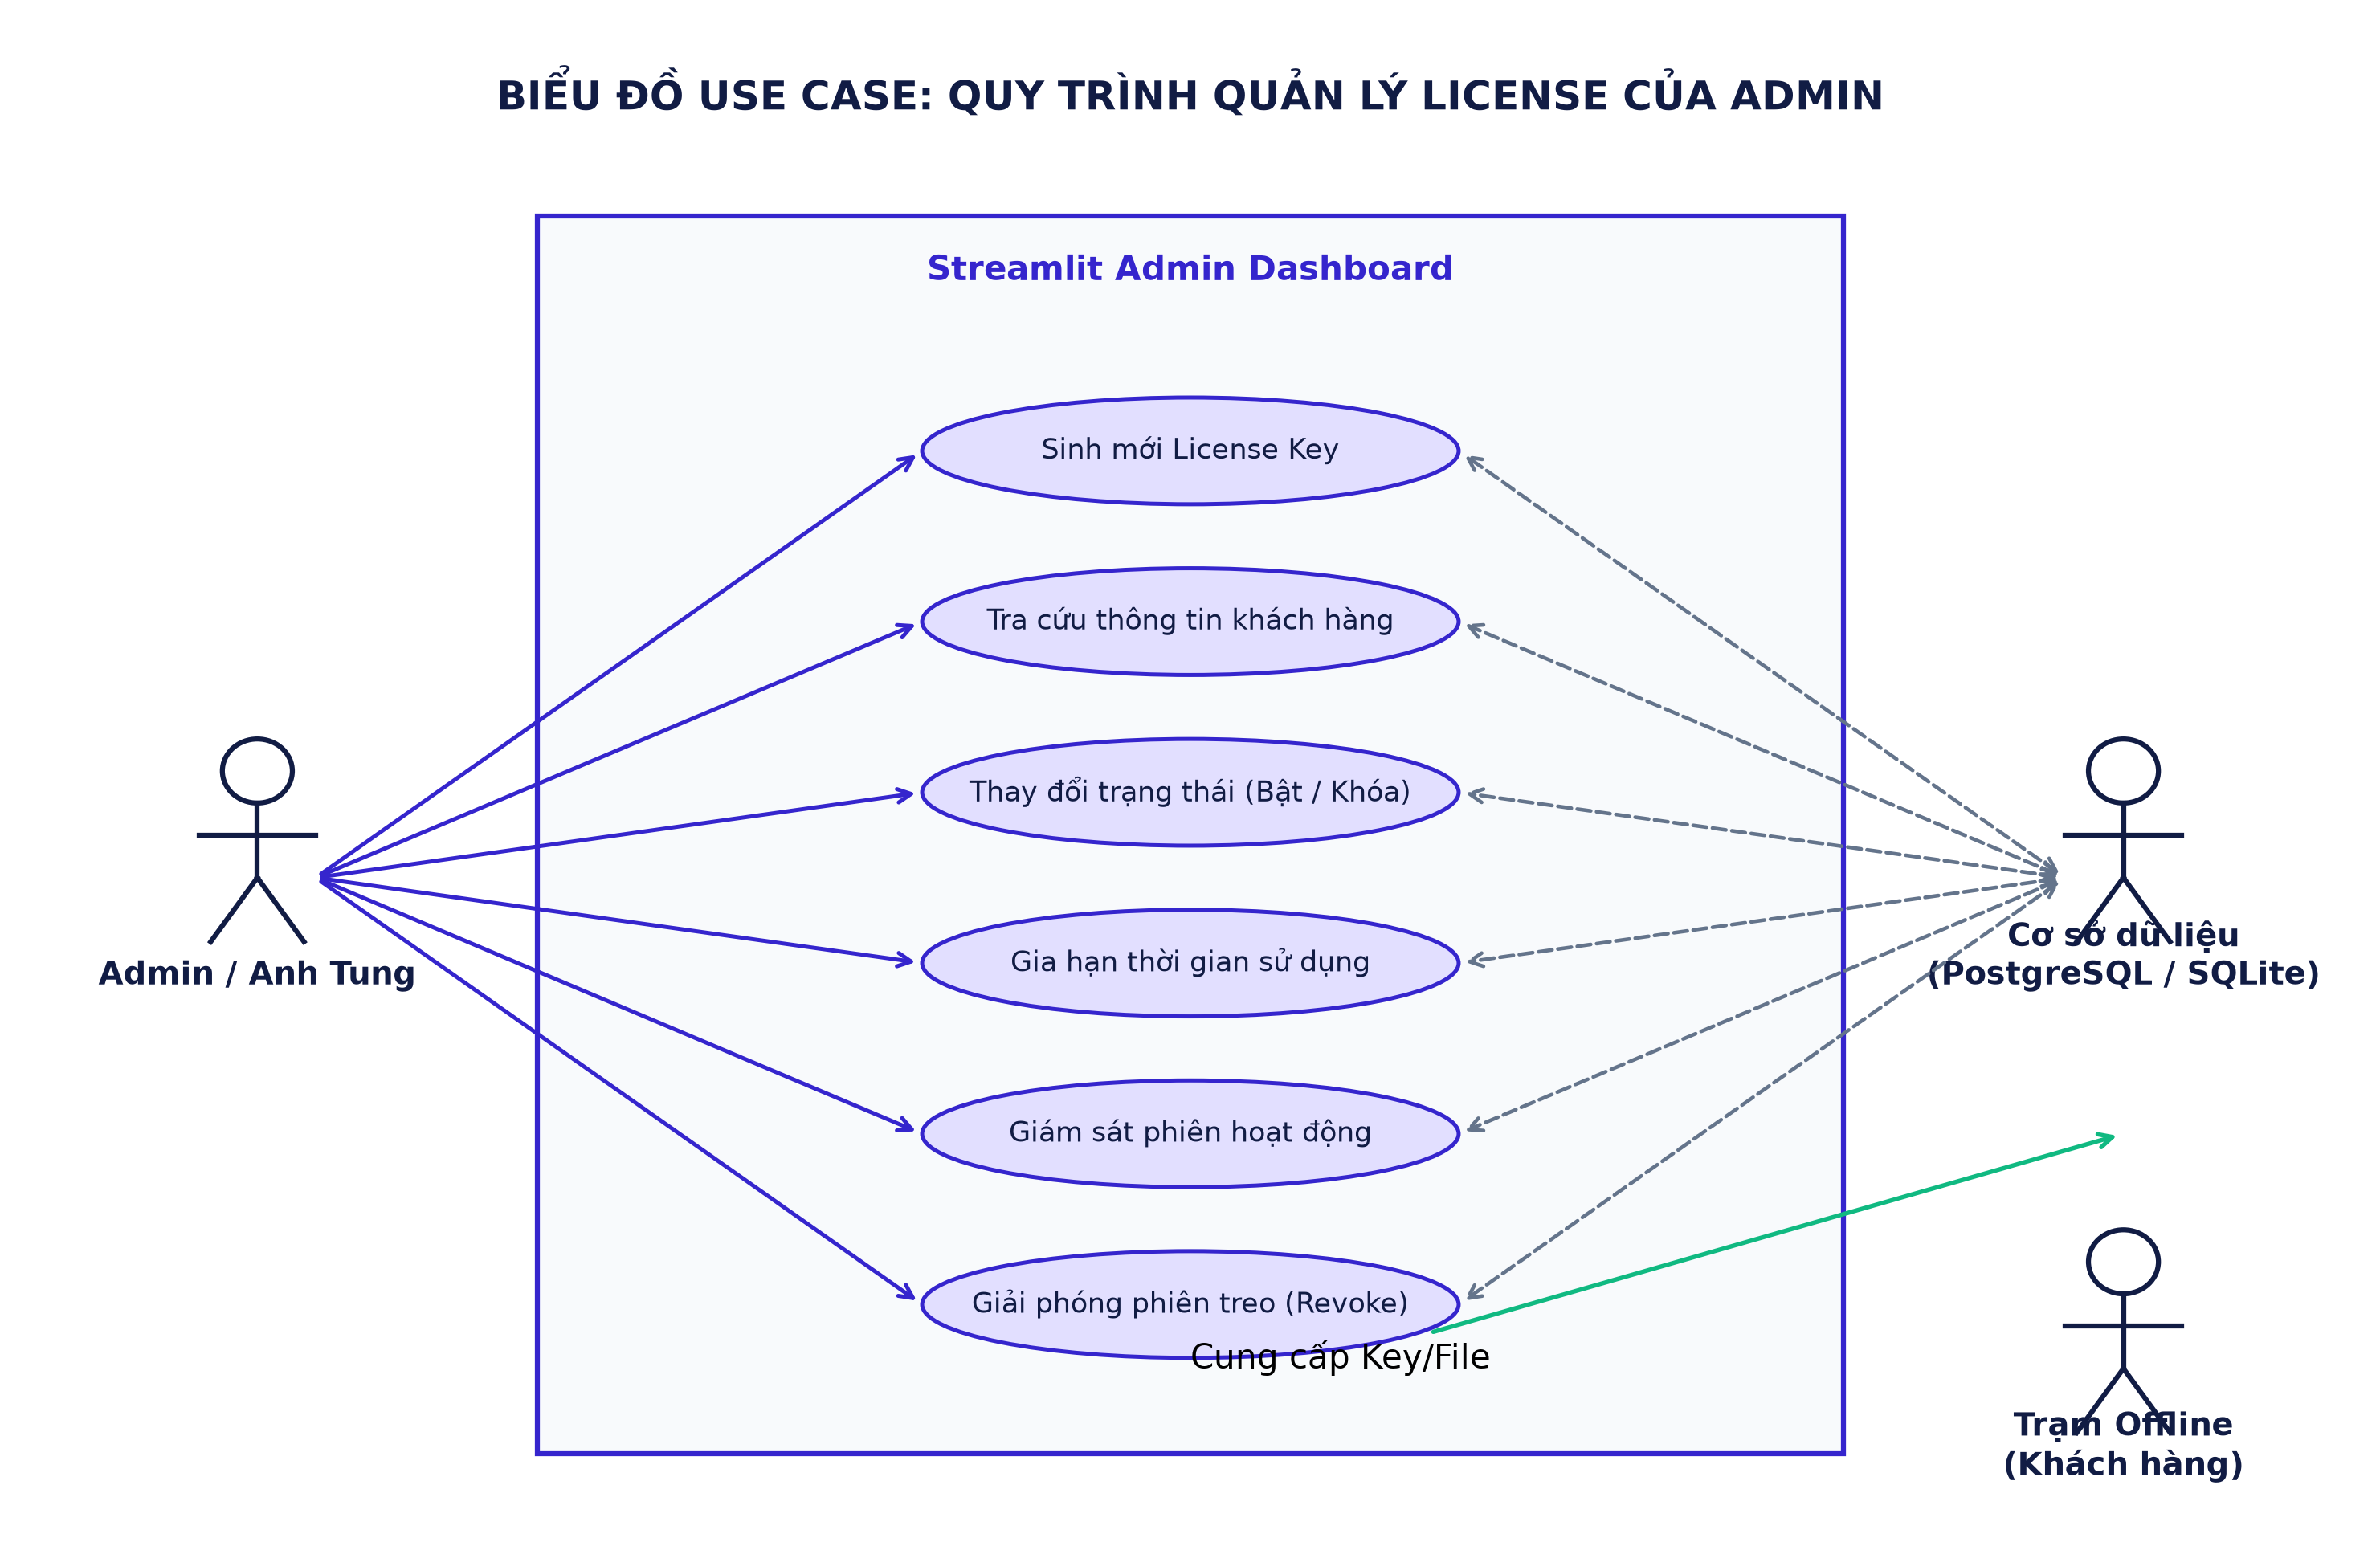 BIỂU ĐỒ USE CASE: QUY TRÌNH QUẢN LÝ LICENSE CỦA ADMIN
Streamlit Admin Dashboard
Sinh mới License Key
Tra cứu thông tin khách hàng
Thay đổi trạng thái (Bật / Khóa)
Gia hạn thời gian sử dụng
Giám sát phiên hoạt động
Giải phóng phiên treo (Revoke)
Cung cấp Key/File
Admin / Anh Tung
Cơ sở dữ liệu
(PostgreSQL / SQLite)
Trạm Offline
(Khách hàng)